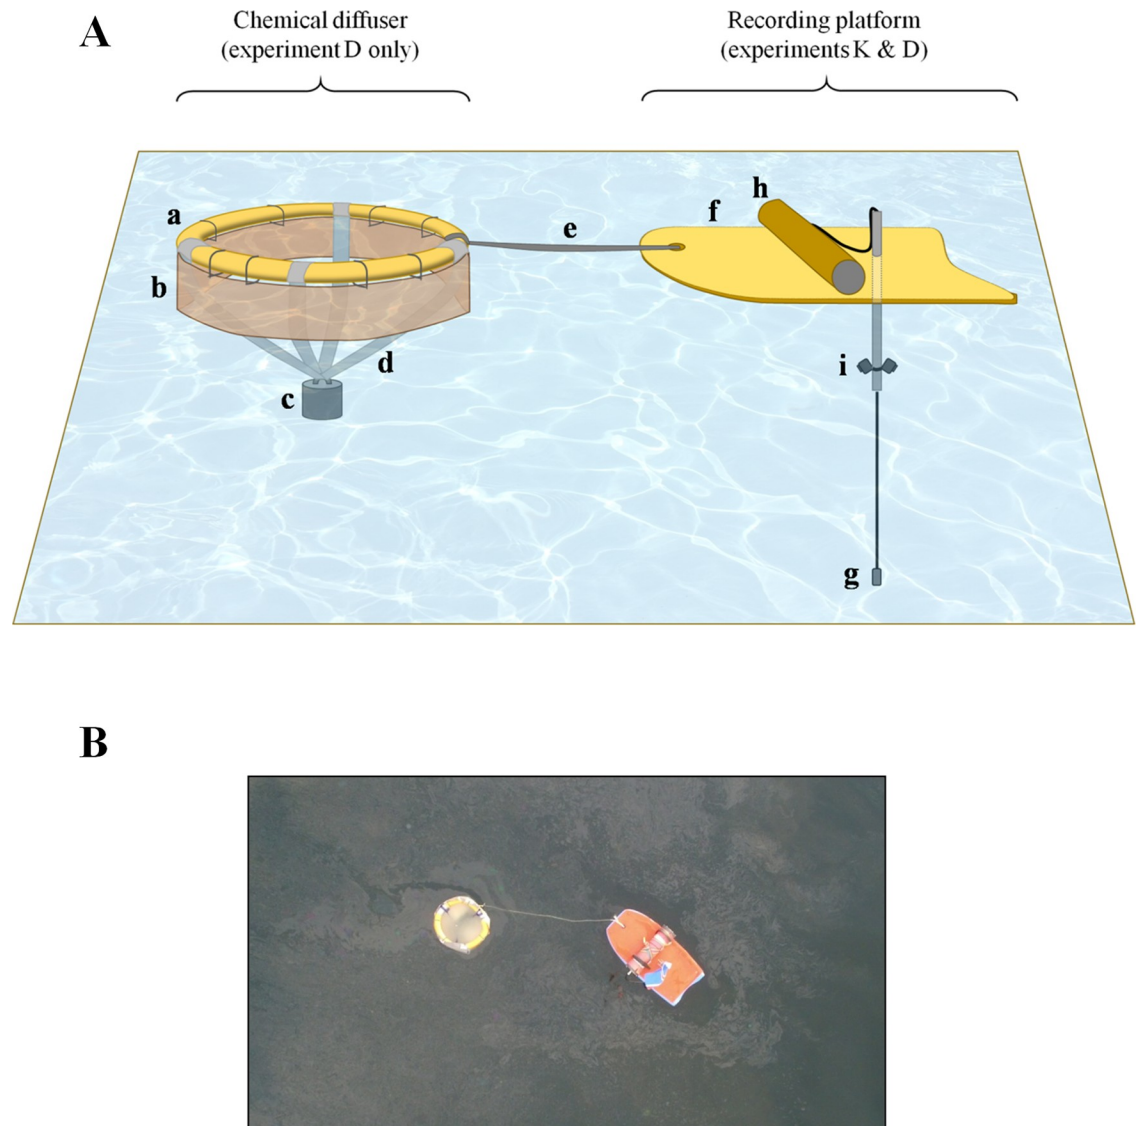 A
Chemical diffuser
(experiment D only)
Recording platform
(experiments K & D)
a
b
c
d
e
f
h
i
g
B